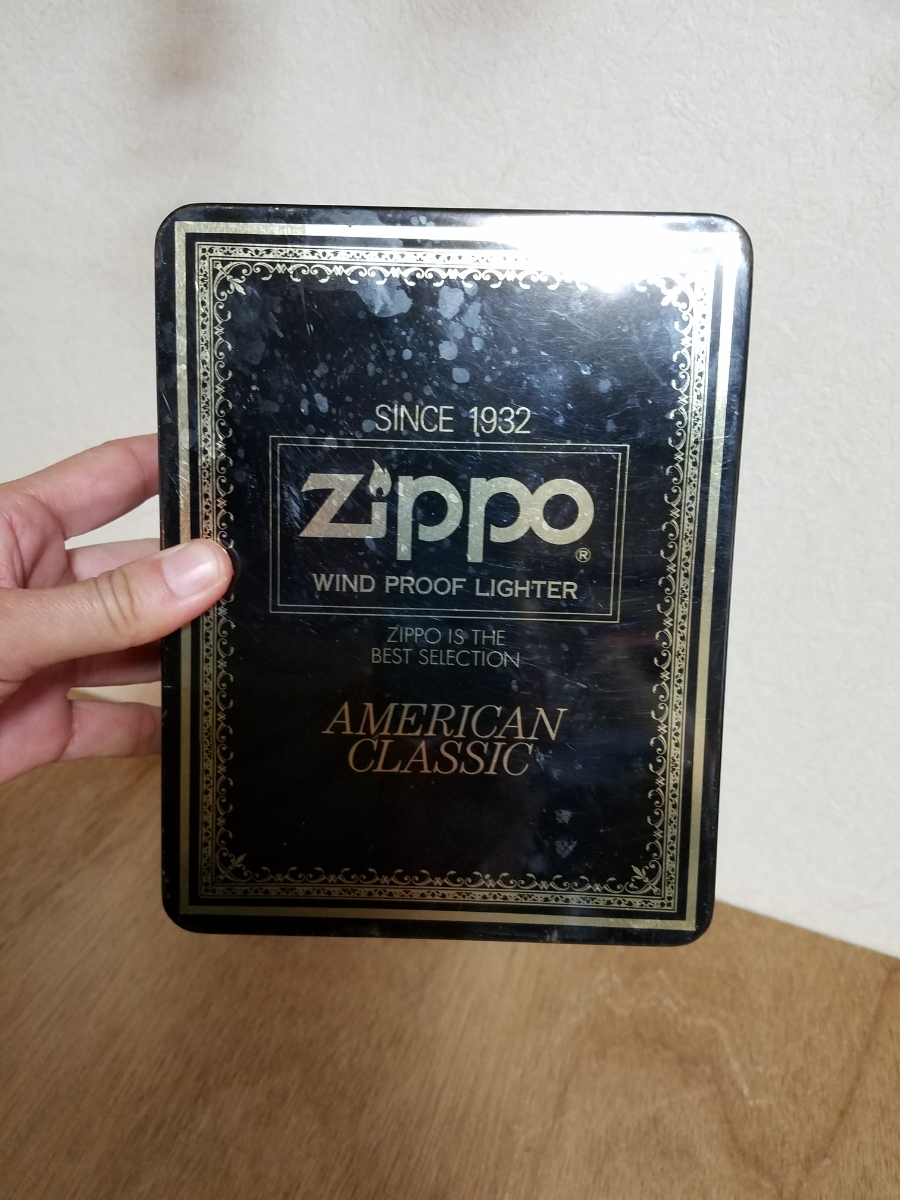 SINCE 1932
Zippo®
WIND PROOF LIGHTER
ZIPPO IS THE
BEST SELECTION
AMERICAN
CLASSIC